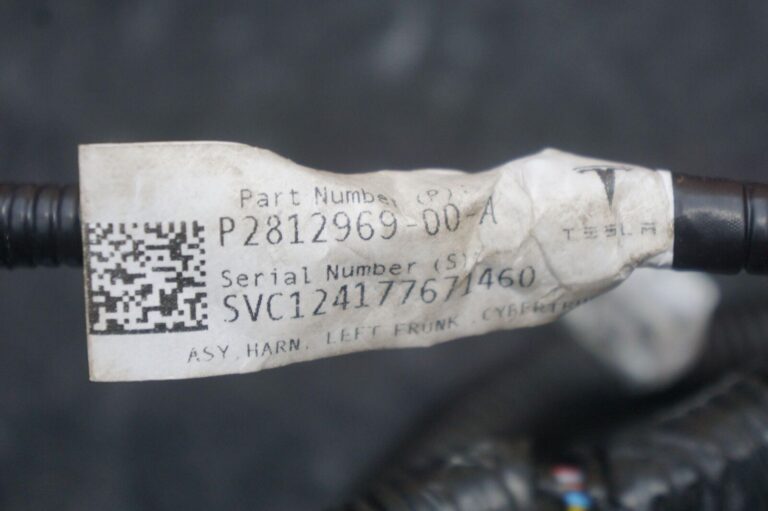 Part Number (P):
P2812969-00-A
TESLA
Serial Number (S):
SVC124177671460
ASY, HARN, LEFT FRUNK,